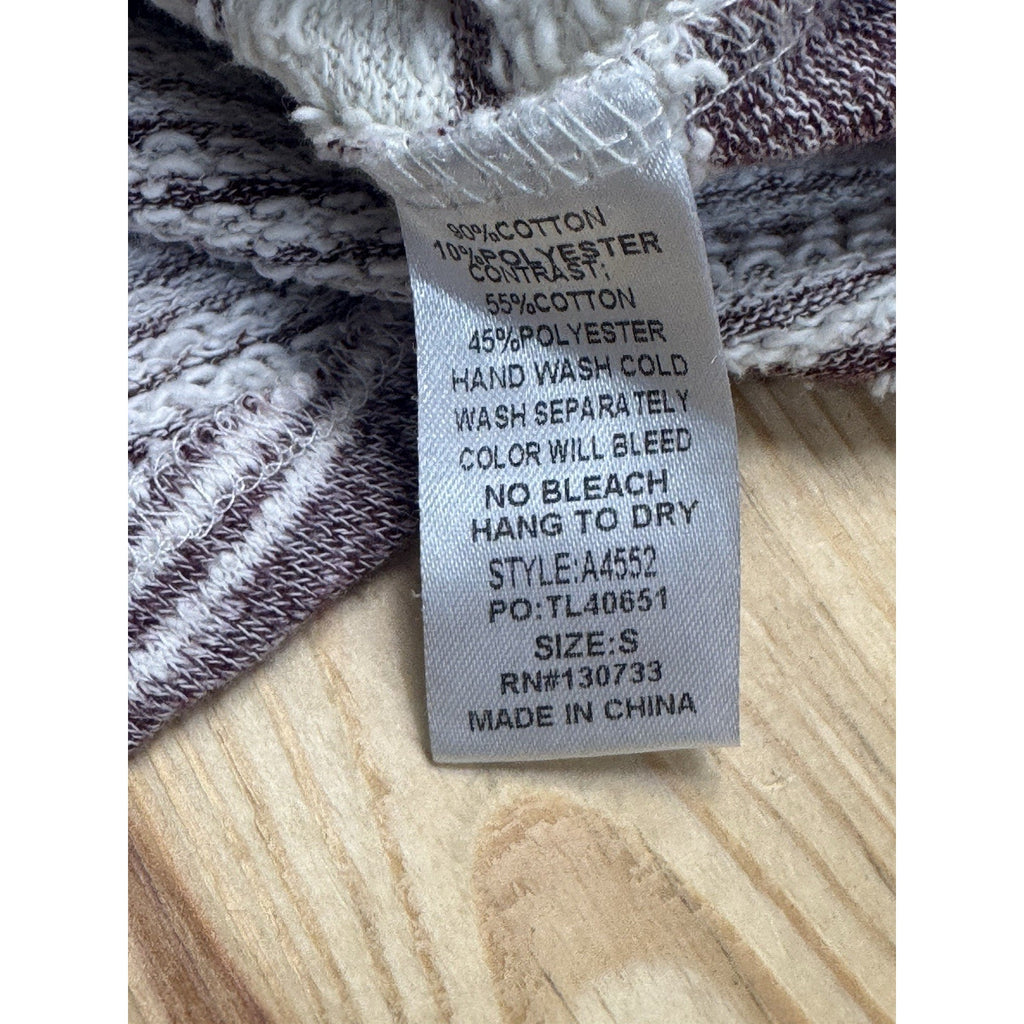 90%COTTON
10%POLYESTER
CONTRAST:
55%COTTON
45%POLYESTER
HAND WASH COLD
WASH SEPARATELY
COLOR WILL BLEED
NO BLEACH
HANG TO DRY
STYLE:A4552
PO:TL40651
SIZE:S
RN#130733
MADE IN CHINA